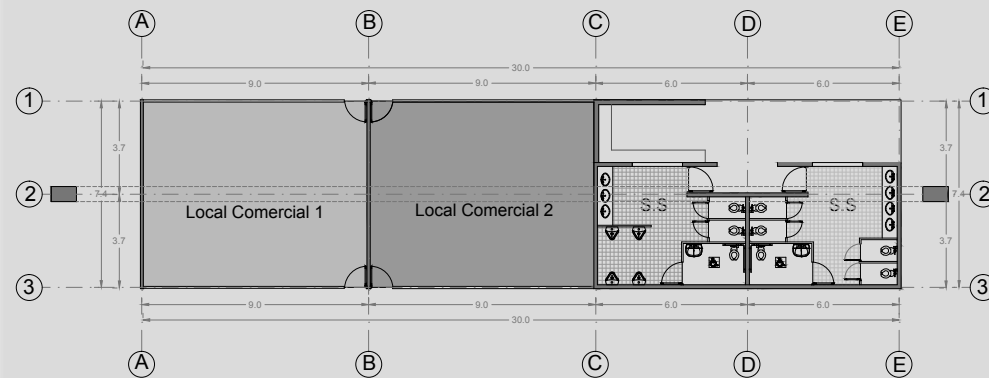 A B C D E
30.0
9.0 9.0 6.0 6.0
1 1
3.7 3.7
2 7.4 7.4 2
Local Comercial 1 Local Comercial 2 S.S S.S
3.7 3.7
3 3
9.0 9.0 6.0 6.0
30.0
A B C D E